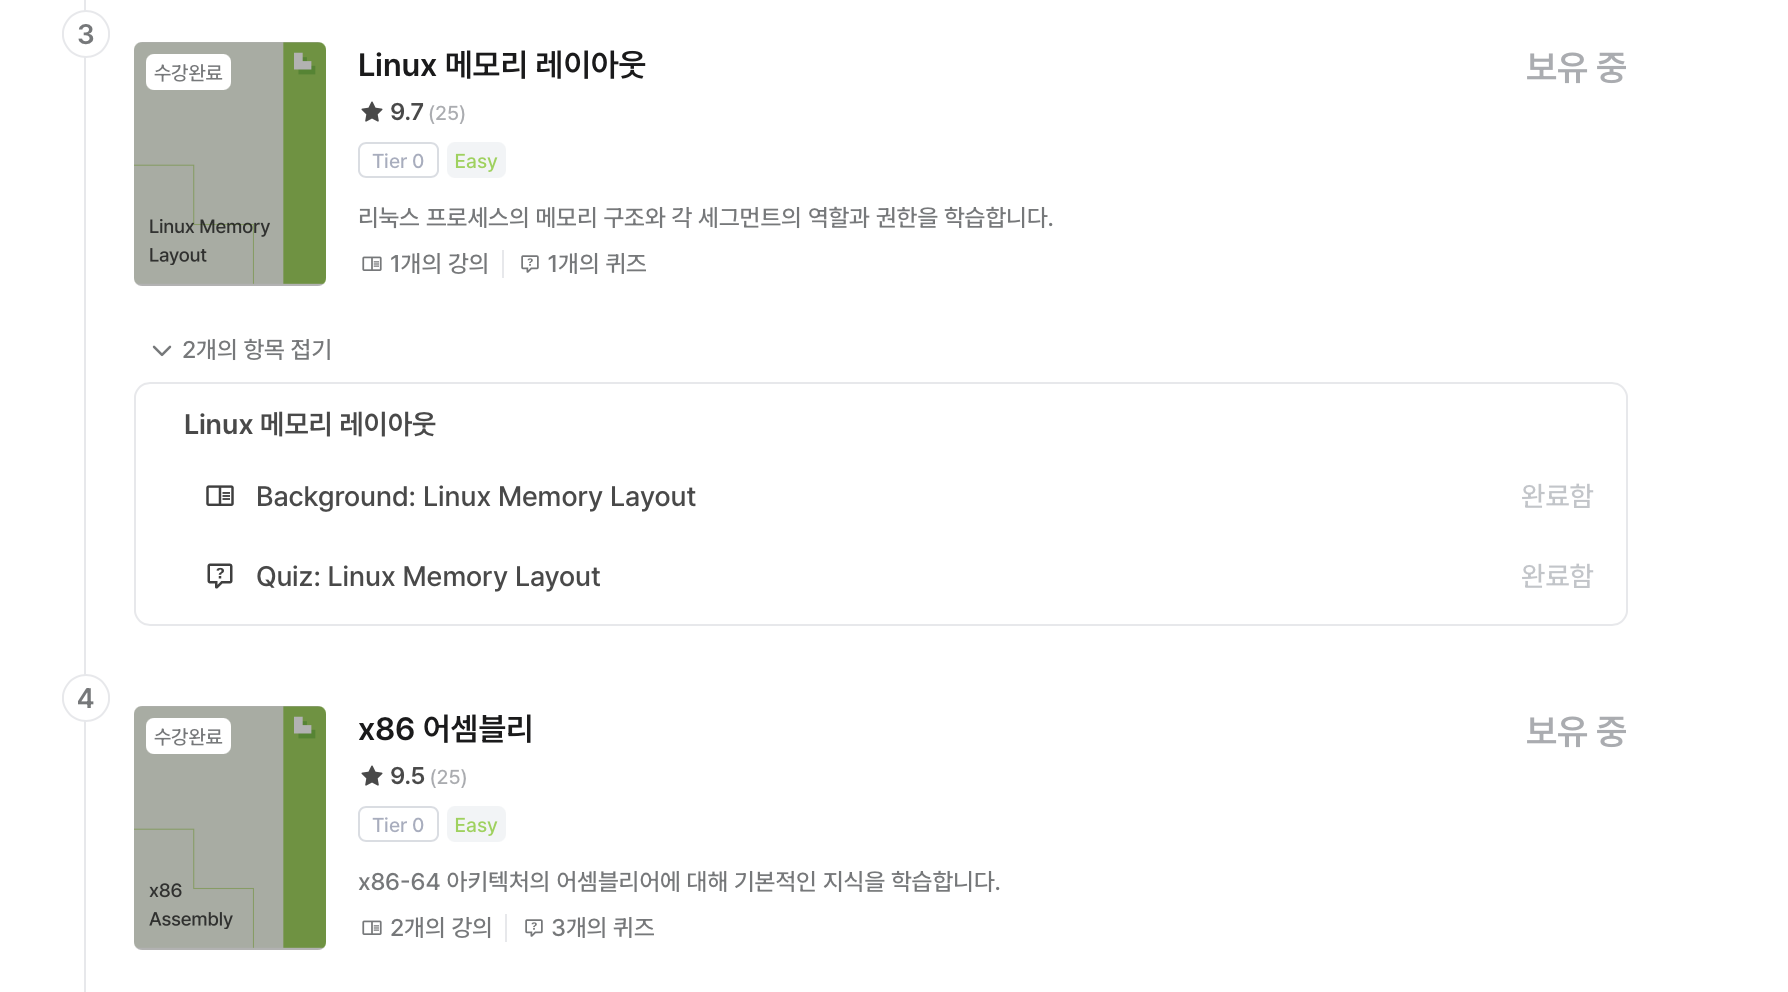 3
수강완료
Linux Memory
Layout
Linux 메모리 레이아웃
보유 중
9.7 (25)
Tier 0 Easy
리눅스 프로세스의 메모리 구조와 각 세그먼트의 역할과 권한을 학습합니다.
1개의 강의 1개의 퀴즈
2개의 항목 접기
Linux 메모리 레이아웃
Background: Linux Memory Layout 완료함
Quiz: Linux Memory Layout 완료함
4
수강완료
x86
Assembly
x86 어셈블리
보유 중
9.5 (25)
Tier 0 Easy
x86-64 아키텍처의 어셈블리어에 대해 기본적인 지식을 학습합니다.
2개의 강의 3개의 퀴즈